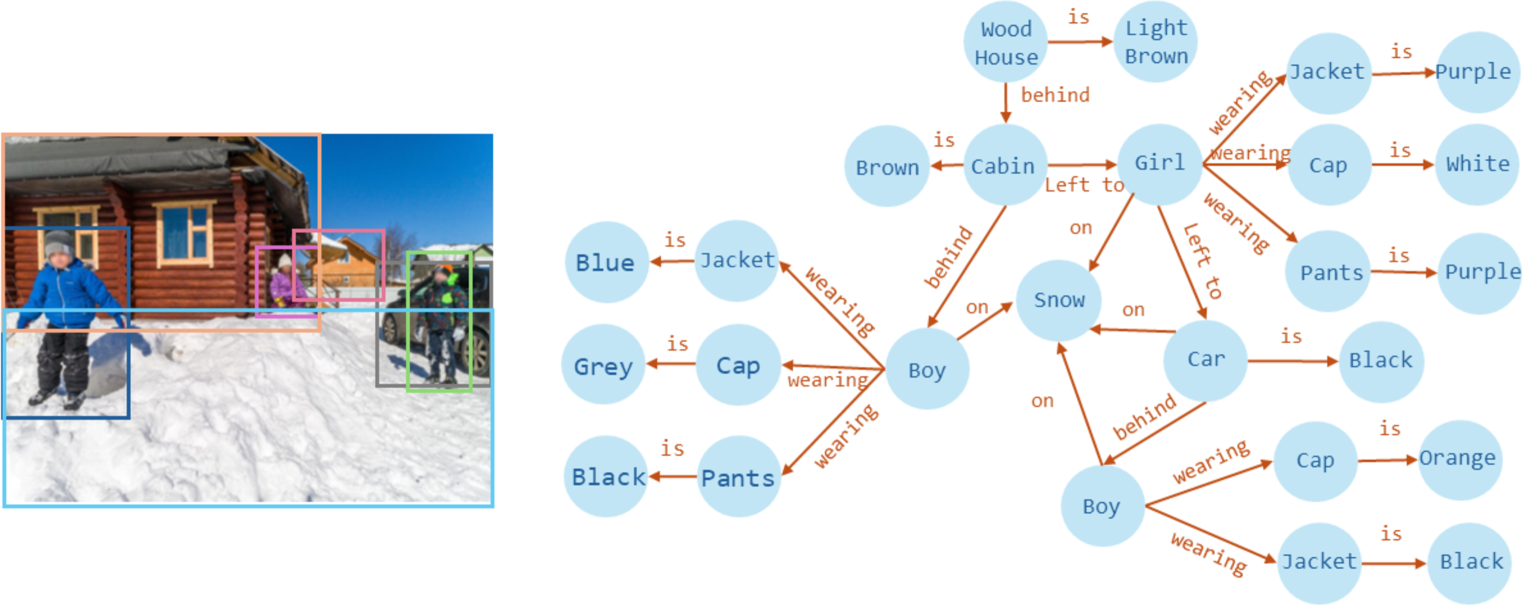 Wood
House
is
Light
Brown
behind
Brown
is
Cabin
Left to
Girl
wearing
Jacket
is
Purple
wearing
Cap
is
White
wearing
Pants
is
Purple
on
Left to
behind
Snow
on
on
on
Blue
is
Jacket
wearing
Grey
is
Cap
wearing
Boy
Black
is
Pants
wearing
Car
is
Black
behind
Boy
wearing
Cap
is
Orange
wearing
Jacket
is
Black